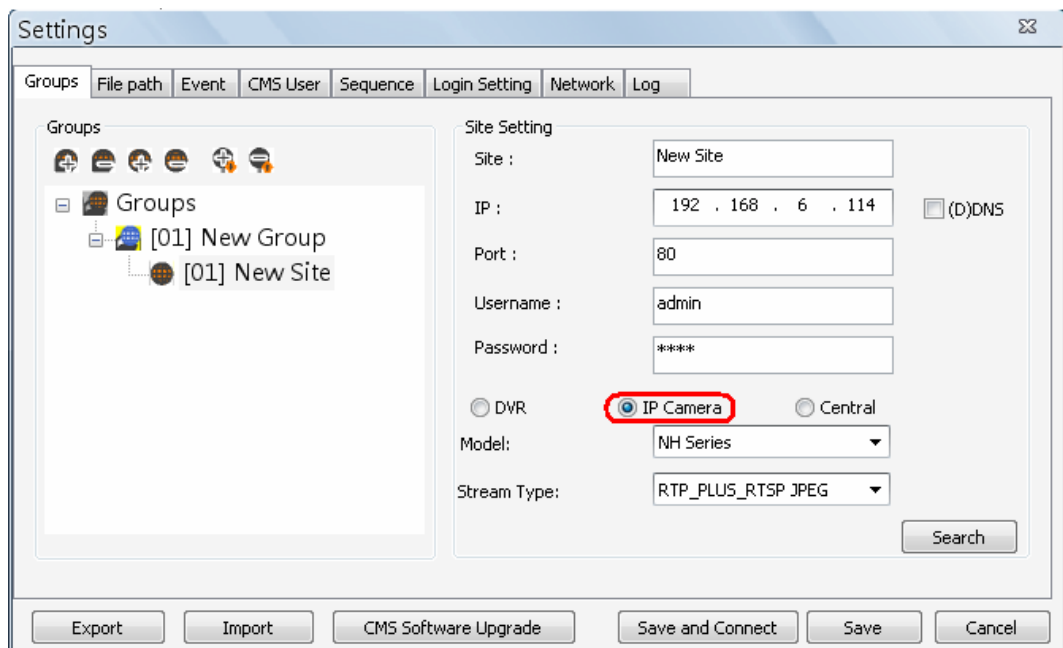 Settings
Groups File path Event CMS User Sequence Login Setting Network Log
Groups
Groups
[01] New Group
[01] New Site
Site Setting
Site : New Site
IP : 192 . 168 . 6 . 114 (D)DNS
Port : 80
Username : admin
Password : ****
DVR IP Camera Central
Model: NH Series
Stream Type: RTP_PLUS_RTSP JPEG
Search
Export Import CMS Software Upgrade Save and Connect Save Cancel